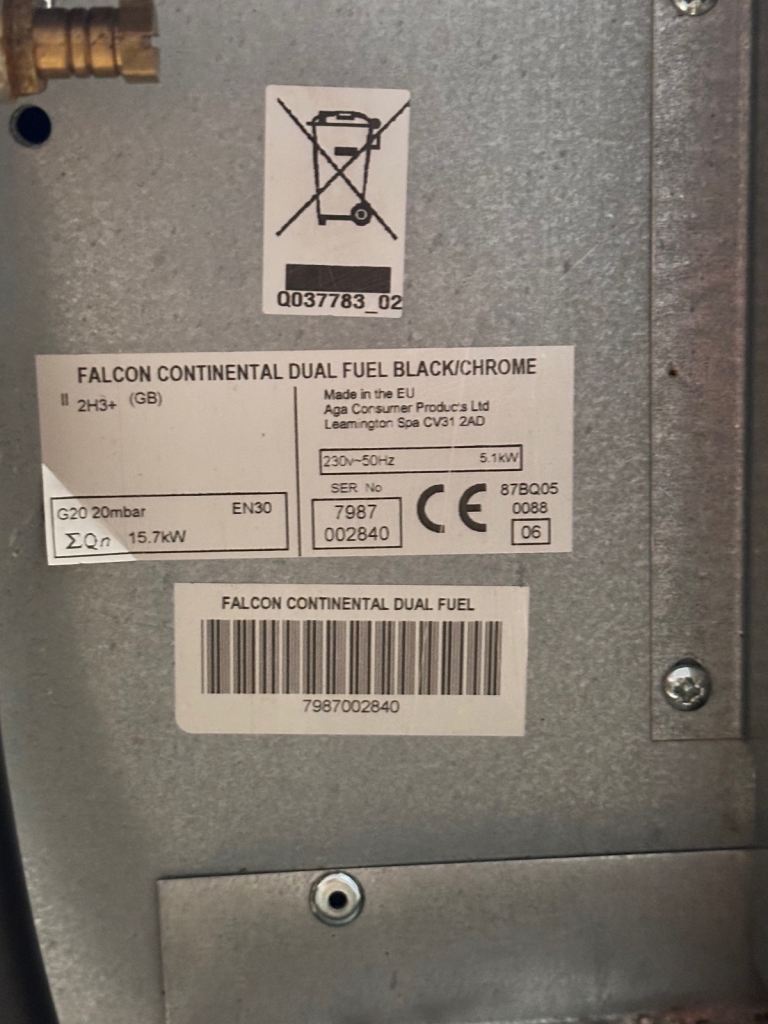 Q037783_02
FALCON CONTINENTAL DUAL FUEL BLACK/CHROME
II 2H3+ (GB)
Made in the EU
Aga Consumer Products Ltd
Leamington Spa CV31 2AD
230v~50Hz 5.1kW
G20 20mbar EN30
ΣQn 15.7kW
SER No
7987
002840
CE
87BQ05
0088
06
FALCON CONTINENTAL DUAL FUEL
7987002840